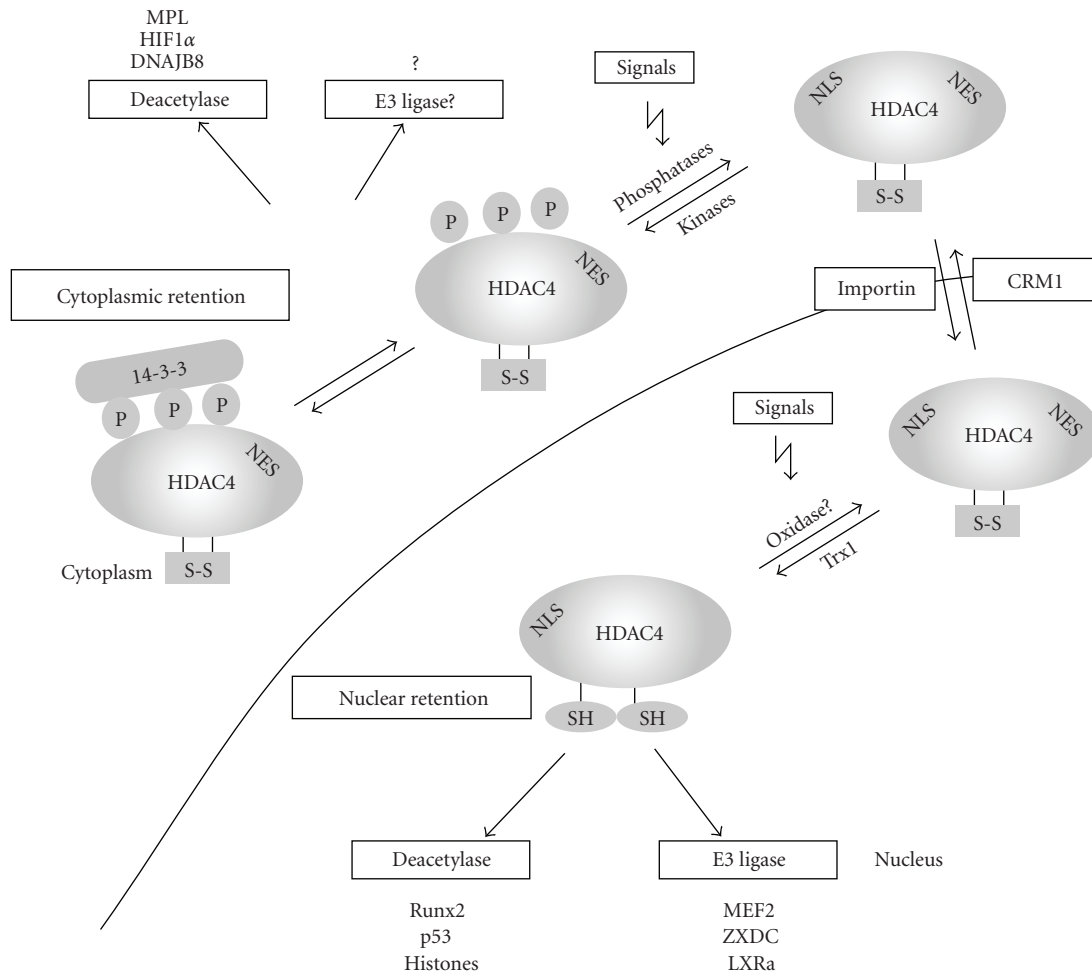 MPL
HIF1α
DNAJB8
Deacetylase
?
E3 ligase?
Signals
Phosphatases
Kinases
NLS
NES
HDAC4
S-S
P
P
P
NES
HDAC4
S-S
Cytoplasmic retention
14-3-3
P
P
P
NES
HDAC4
S-S
Cytoplasm
Importin
CRM1
Signals
NLS
NES
HDAC4
S-S
Oxidase?
Trx1
NLS
HDAC4
SH
SH
Nuclear retention
Deacetylase
E3 ligase
Nucleus
Runx2
p53
Histones
MEF2
ZXDC
LXRa